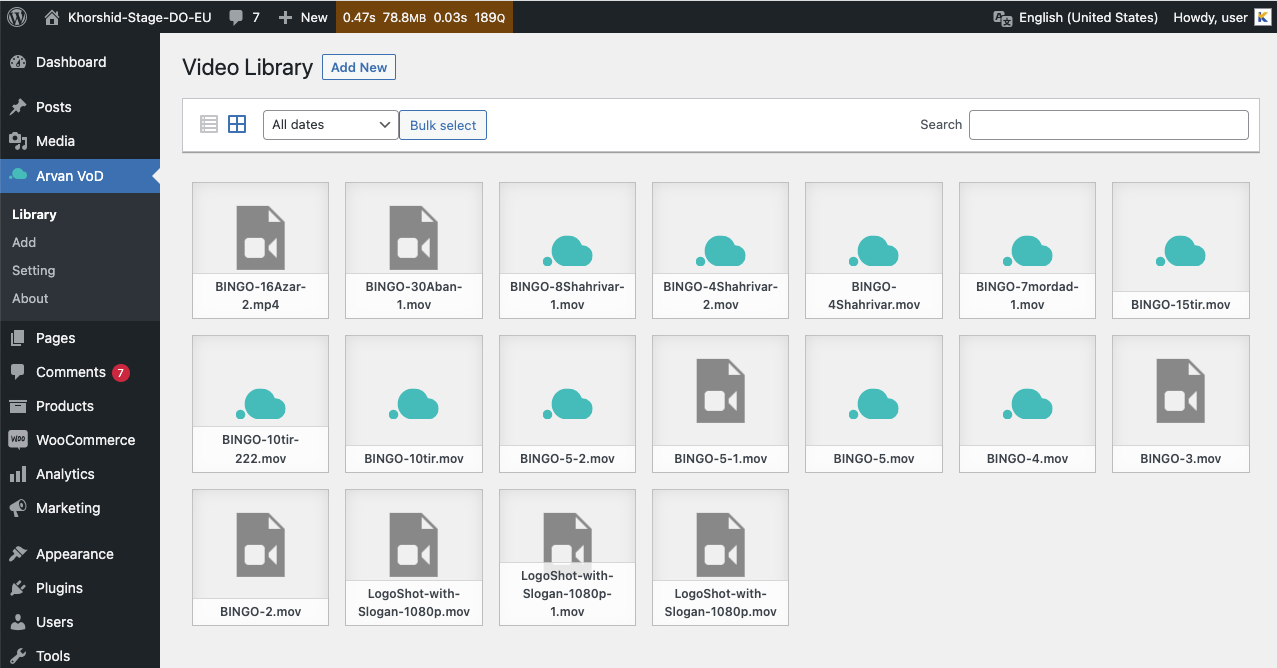 Khorshid-Stage-DO-EU 7 New 0.47s 78.8MB 0.03s 189Q English (United States) Howdy, user K
Dashboard
Posts
Media
Arvan VoD
Library
Add
Setting
About
Pages
Comments 7
Products
Woo WooCommerce
Analytics
Marketing
Appearance
Plugins
Users
Tools
Video Library Add New
All dates Bulk select Search
BINGO-16Azar-
2.mp4
BINGO-30Aban-
1.mov
BINGO-8Shahrivar-
1.mov
BINGO-4Shahrivar-
2.mov
BINGO-
4Shahrivar.mov
BINGO-7mordad-
1.mov
BINGO-15tir.mov
BINGO-10tir-
222.mov
BINGO-10tir.mov
BINGO-5-2.mov
BINGO-5-1.mov
BINGO-5.mov
BINGO-4.mov
BINGO-3.mov
BINGO-2.mov
LogoShot-with-
Slogan-1080p.mov
LogoShot-with-
Slogan-1080p-
1.mov
LogoShot-with-
Slogan-1080p.mov